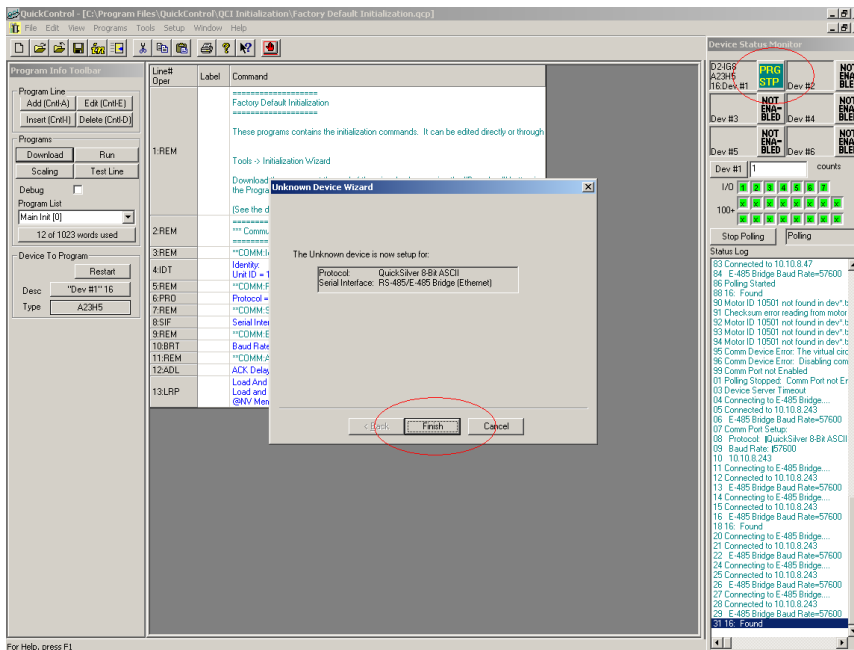 QuickControl - [C:\Program Files\QuickControl\QCI Initialization\Factory Default Initialization.qcp]
File Edit View Programs Tools Setup Window Help
Program Info Toolbar
Program Line
Add (Cntl-A) Edit (Cntl-E)
Insert (Cntl-I) Delete (Cntl-D)
Programs
Download Run
Scaling Test Line
Debug
Program List
Main Init [0]
12 of 1023 words used
Device To Program
Restart
Desc "Dev #1" 16
Type A23H5
Line# Oper Label Command
1:REM
====================
Factory Default Initialization
====================
These programs contains the initialization commands. It can be edited directly or through
Tools -> Initialization Wizard
Download
the Progra
(See the d
2:REM
========
*** Commu
========
3:REM **COMM:I
4:IDT Identity:
Unit ID = 1
5:REM **COMM:F
6:PRO Protocol =
7:REM **COMM:S
8:SIF Serial Inte
9:REM **COMM:E
10:BRT Baud Rate
11:REM **COMM:A
12:ADL ACK Delay
13:LRP Load And
Load and
@NV Mem
Unknown Device Wizard
The Unknown device is now setup for:
Protocol: QuickSilver 8-Bit ASCII
Serial Interface: RS-485/E-485 Bridge (Ethernet)
< Back Finish Cancel
Device Status Monitor
D2-IG8
A23H5
16:Dev #1
PRG
STP
Dev #2
NOT
ENA-
BLE
Dev #3
NOT
ENA-
BLED
Dev #4
NOT
ENA-
BLE
Dev #5
NOT
ENA-
BLED
Dev #6
NOT
ENA-
BLE
Dev #1 1 counts
I/O 1 2 3 4 5 6 7
100+ x x x x x x x x
x x x x x x x x
Stop Polling Polling
Status Log
83 Connected to 10.10.8.47
84 E-485 Bridge Baud Rate=57600
86 Polling Started
88 16: Found
90 Motor ID 10501 not found in dev*.t
91 Checksum error reading from motor
92 Motor ID 10501 not found in dev*.t
93 Motor ID 10501 not found in dev*.t
94 Motor ID 10501 not found in dev*.t
95 Comm Device Error: The virtual circ
96 Comm Device Error: Disabling com
99 Comm Port not Enabled
01 Polling Stopped: Comm Port not Er
03 Device Server Timeout
04 Connecting to E-485 Bridge....
05 Connected to 10.10.8.243
06 E-485 Bridge Baud Rate=57600
07 Comm Port Setup:
08 Protocol: |QuickSilver 8-Bit ASCII
09 Baud Rate: |57600
10 10.10.8.243
11 Connecting to E-485 Bridge....
12 Connected to 10.10.8.243
13 E-485 Bridge Baud Rate=57600
14 Connecting to E-485 Bridge....
15 Connected to 10.10.8.243
16 E-485 Bridge Baud Rate=57600
18 16: Found
20 Connecting to E-485 Bridge....
21 Connected to 10.10.8.243
22 E-485 Bridge Baud Rate=57600
24 Connecting to E-485 Bridge....
25 Connected to 10.10.8.243
26 E-485 Bridge Baud Rate=57600
27 Connecting to E-485 Bridge....
28 Connected to 10.10.8.243
29 E-485 Bridge Baud Rate=57600
31 16: Found
For Help, press F1